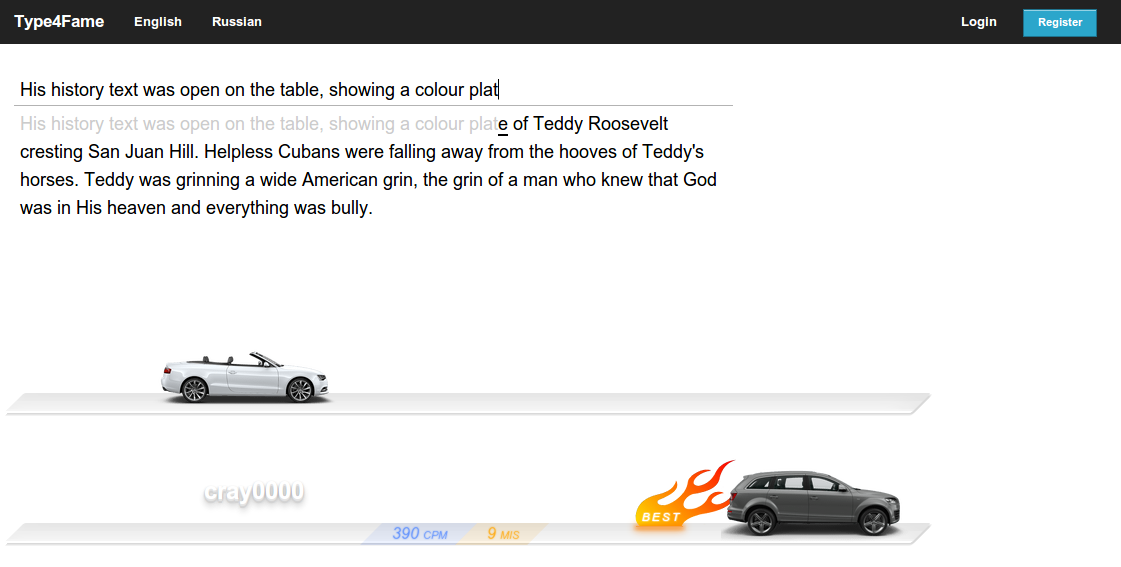 Type4Fame English Russian Login Register
His history text was open on the table, showing a colour plat
His history text was open on the table, showing a colour plate of Teddy Roosevelt
cresting San Juan Hill. Helpless Cubans were falling away from the hooves of Teddy's
horses. Teddy was grinning a wide American grin, the grin of a man who knew that God
was in His heaven and everything was bully.
cray0000
BEST
390 CPM 9 MIS